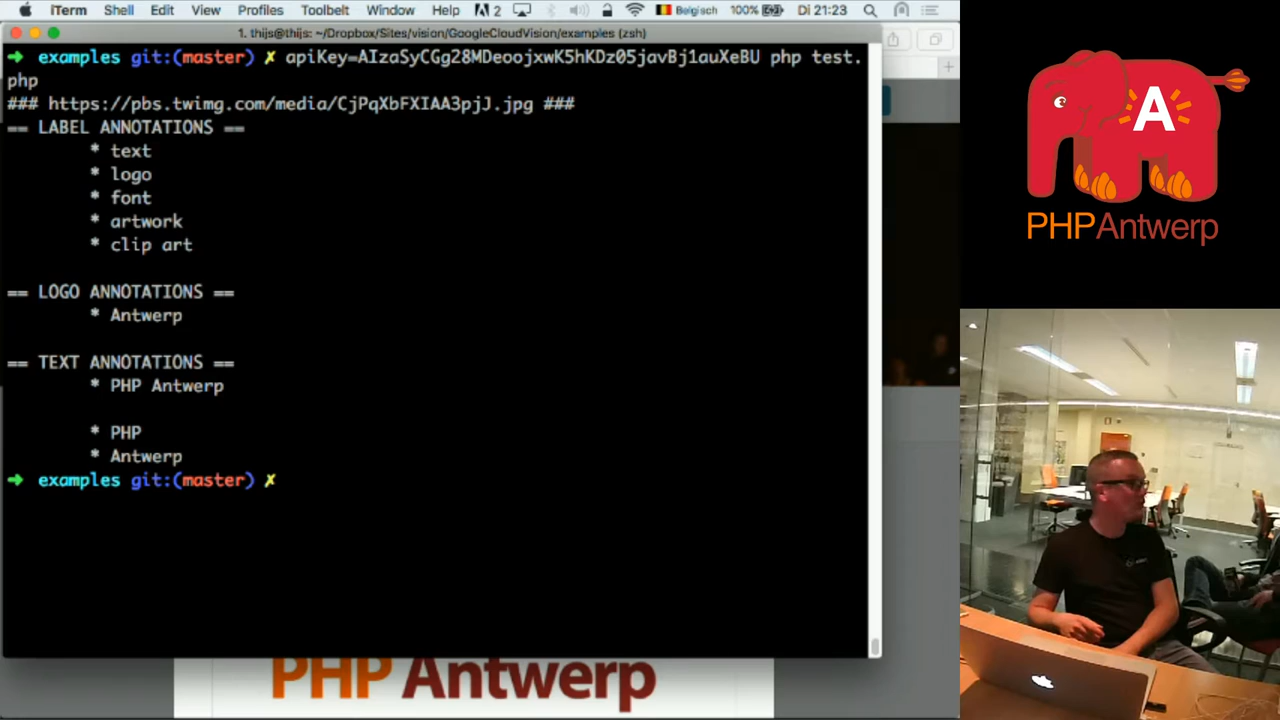 iTerm Shell Edit View Profiles Toolbelt Window Help 2 Belgisch 100% Di 21:23
1. thijs@thijs: ~/Dropbox/Sites/vision/GoogleCloudVision/examples (zsh)
➜ examples git:(master) ✗ apiKey=AIzaSyCGg28MDeoojxwK5hKDz05javBj1auXeBU php test.
php
### https://pbs.twimg.com/media/CjPqXbFXIAA3pjJ.jpg ###
== LABEL ANNOTATIONS ==
* text
* logo
* font
* artwork
* clip art
== LOGO ANNOTATIONS ==
* Antwerp
== TEXT ANNOTATIONS ==
* PHP Antwerp
* PHP
* Antwerp
➜ examples git:(master) ✗
PHP Antwerp
A
PHPAntwerp